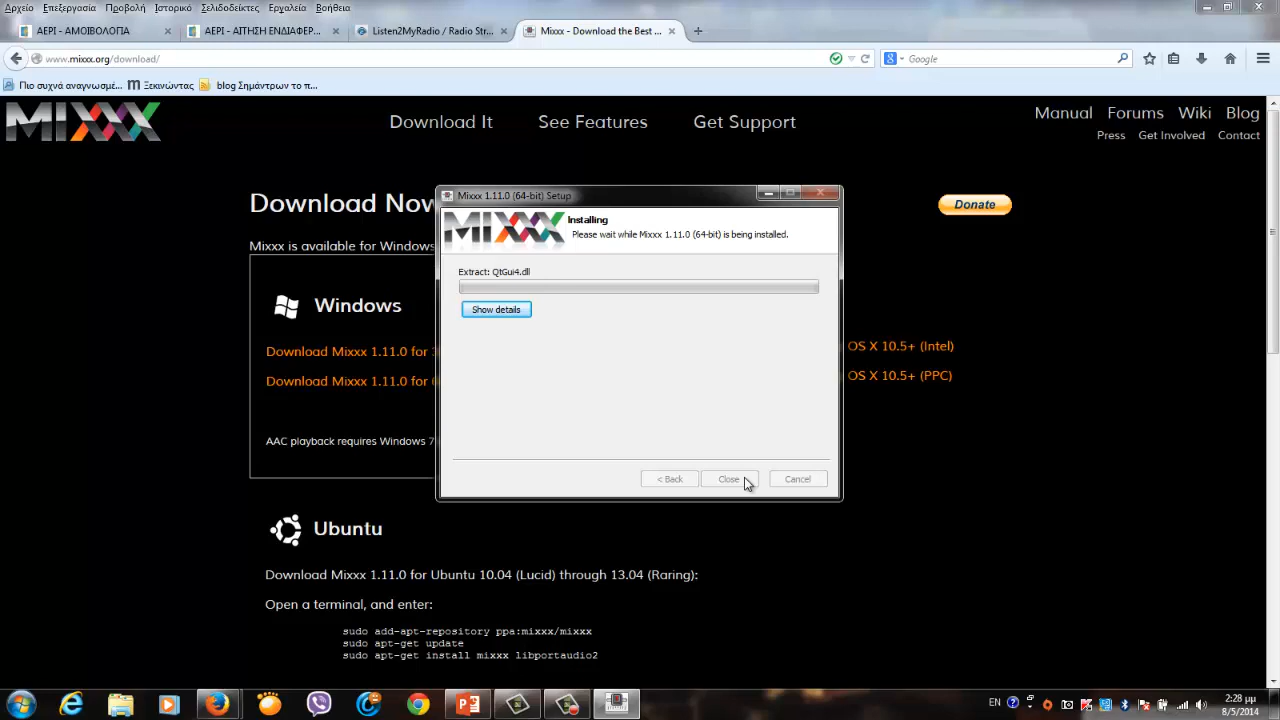 Αρχείο Επεξεργασία Προβολή Ιστορικό Σελιδοδείκτες Εργαλεία Βοήθεια
ΑΕΡΙ - ΑΜΟΙΒΟΛΟΓΙΑ
ΑΕΡΙ - ΑΙΤΗΣΗ ΕΝΔΙΑΦΕΡ...
Listen2MyRadio / Radio Str...
Mixxx - Download the Best ...
www.mixxx.org/download/
Google
Πιο συχνά αναγνωσμέ...
Ξεκινώντας
blog Σημάντρων το π...
MIXXX
Download It
See Features
Get Support
Manual Forums Wiki Blog
Press Get Involved Contact
Download Now
Donate
Mixxx is available for Windows
Windows
Download Mixxx 1.11.0 for
Download Mixxx 1.11.0 for
AAC playback requires Windows 7
OS X 10.5+ (Intel)
OS X 10.5+ (PPC)
Mixxx 1.11.0 (64-bit) Setup
MIXXX
Installing
Please wait while Mixxx 1.11.0 (64-bit) is being installed.
Extract: QtGui4.dll
Show details
< Back
Close
Cancel
Ubuntu
Download Mixxx 1.11.0 for Ubuntu 10.04 (Lucid) through 13.04 (Raring):
Open a terminal, and enter:
sudo add-apt-repository ppa:mixxx/mixxx
sudo apt-get update
sudo apt-get install mixxx libportaudio2
EN
2:28 μμ
8/5/2014